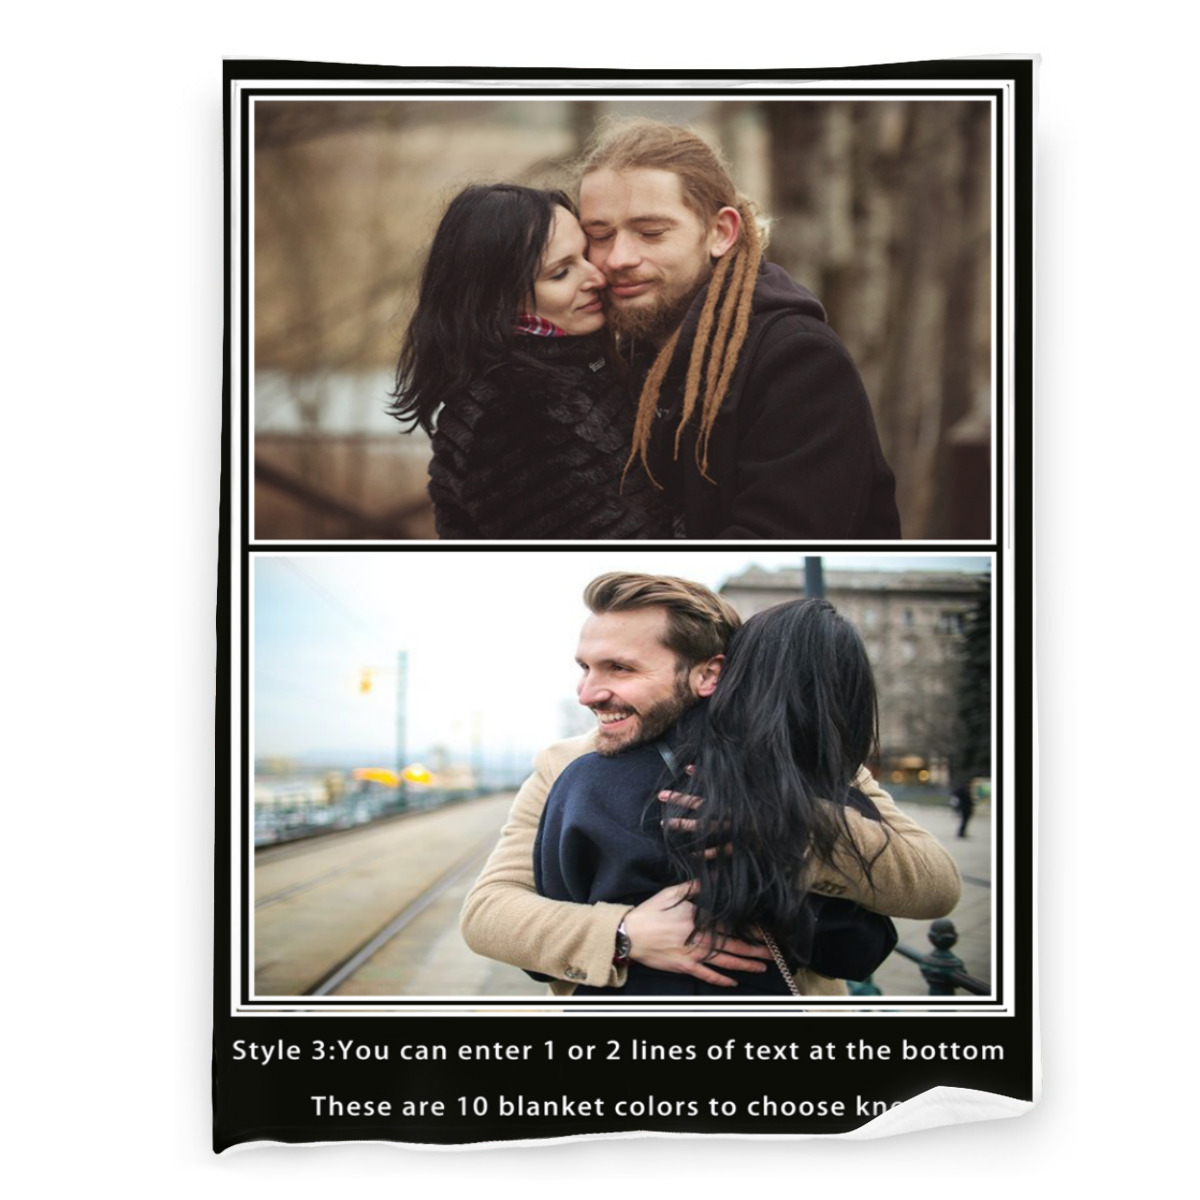 Style 3:You can enter 1 or 2 lines of text at the bottom
These are 10 blanket colors to choose